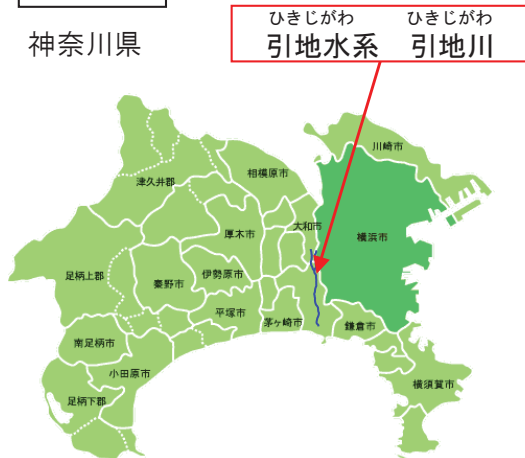 ひきじがわ ひきじがわ
引地水系 引地川
神奈川県
川崎市
相模原市
津久井郡
大和市
厚木市
横浜市
足柄上郡
伊勢原市
秦野市
平塚市
茅ヶ崎市
鎌倉市
南足柄市
小田原市
横須賀市
足柄下郡